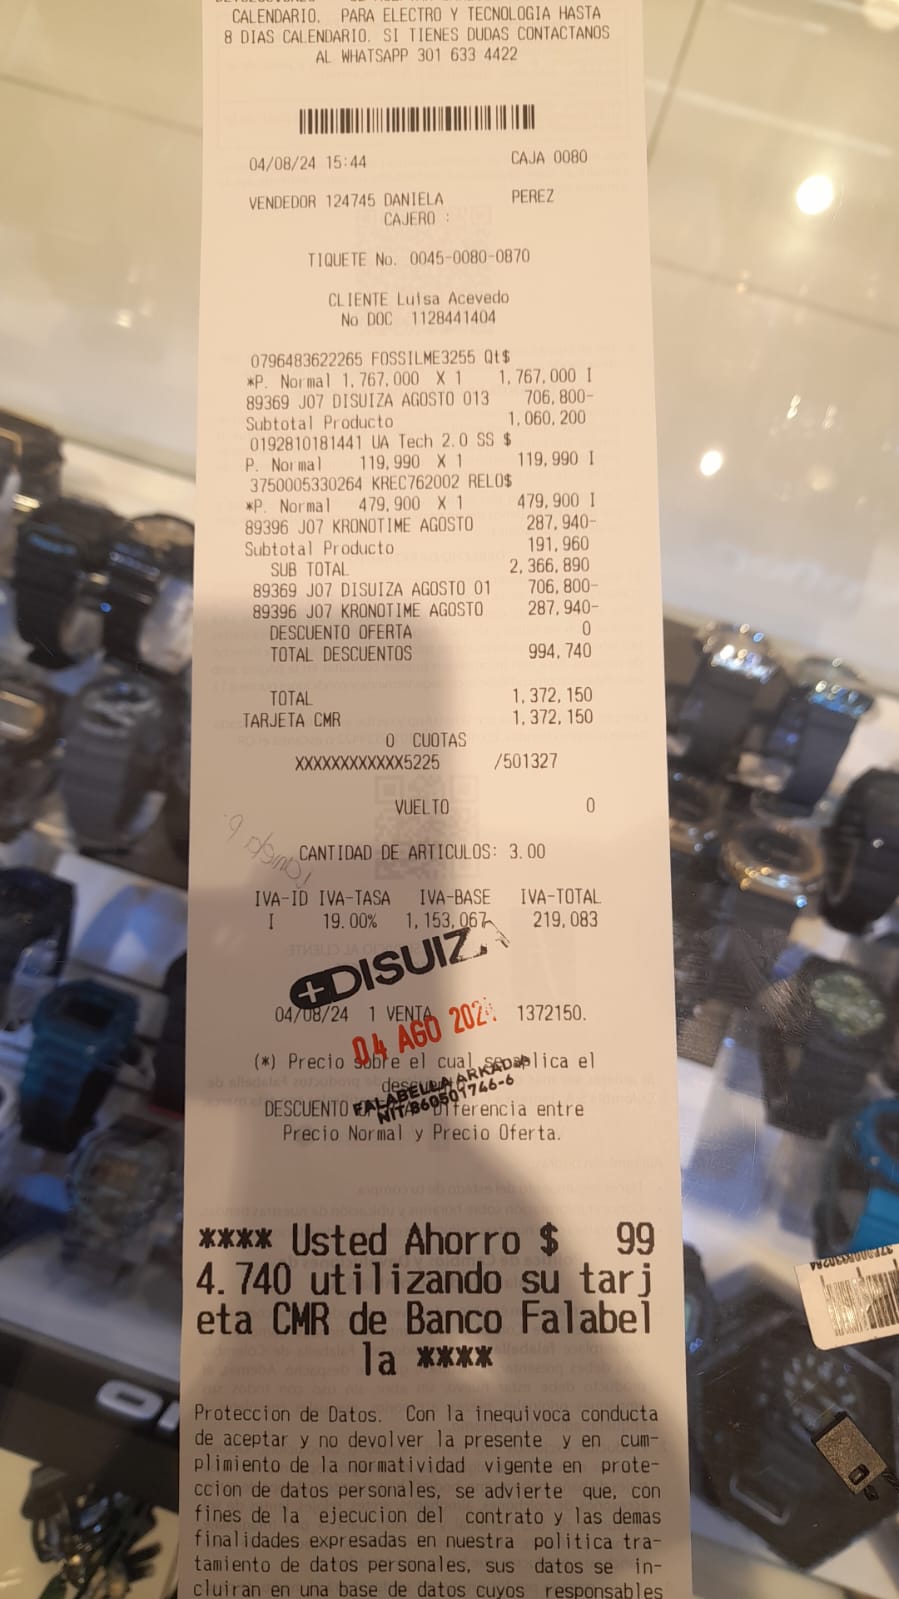 CALENDARIO. PARA ELECTRO Y TECNOLOGIA HASTA
8 DIAS CALENDARIO. SI TIENES DUDAS CONTACTANOS
AL WHATSAPP 301 633 4422
04/08/24 15:44 CAJA 0080
VENDEDOR 124745 DANIELA PEREZ
CAJERO :
TIQUETE No. 0045-0080-0870
CLIENTE Luisa Acevedo
No DOC 1128441404
0796483622265 FOSSILME3255 Qt$
*P. Normal 1,767,000 X 1 1,767,000 I
89369 J07 DISUIZA AGOSTO 013 706,800-
Subtotal Producto 1,060,200
0192810181441 UA Tech 2.0 SS $
P. Normal 119,990 X 1 119,990 I
3750005330264 KREC762002 RELO$
*P. Normal 479,900 X 1 479,900 I
89396 J07 KRONOTIME AGOSTO 287,940-
Subtotal Producto 191,960
SUB TOTAL 2,366,890
89369 J07 DISUIZA AGOSTO 01 706,800-
89396 J07 KRONOTIME AGOSTO 287,940-
DESCUENTO OFERTA 0
TOTAL DESCUENTOS 994,740
TOTAL 1,372,150
TARJETA CMR 1,372,150
0 CUOTAS
XXXXXXXXXXXX5225 /501327
VUELTO 0
CANTIDAD DE ARTICULOS: 3.00
IVA-ID IVA-TASA IVA-BASE IVA-TOTAL
I 19.00% 1,153,067 219,083
DISUIZ
04/08/24 1 VENTA 1372150.
04 AGO 202
(*) Precio sobre el cual se aplica el
FALABELLA ARKADIA
NIT 860501746-6
DESCUENTO diferencia entre
Precio Normal y Precio Oferta.
**** Usted Ahorro $ 99
4.740 utilizando su tarj
eta CMR de Banco Falabel
la ****
Proteccion de Datos. Con la inequivoca conducta
de aceptar y no devolver la presente y en cum-
plimiento de la normatividad vigente en prote-
ccion de datos personales, se advierte que, con
fines de la ejecucion del contrato y las demas
finalidades expresadas en nuestra politica tra-
tamiento de datos personales, sus datos se in-
cluiran en una base de datos cuyos responsables